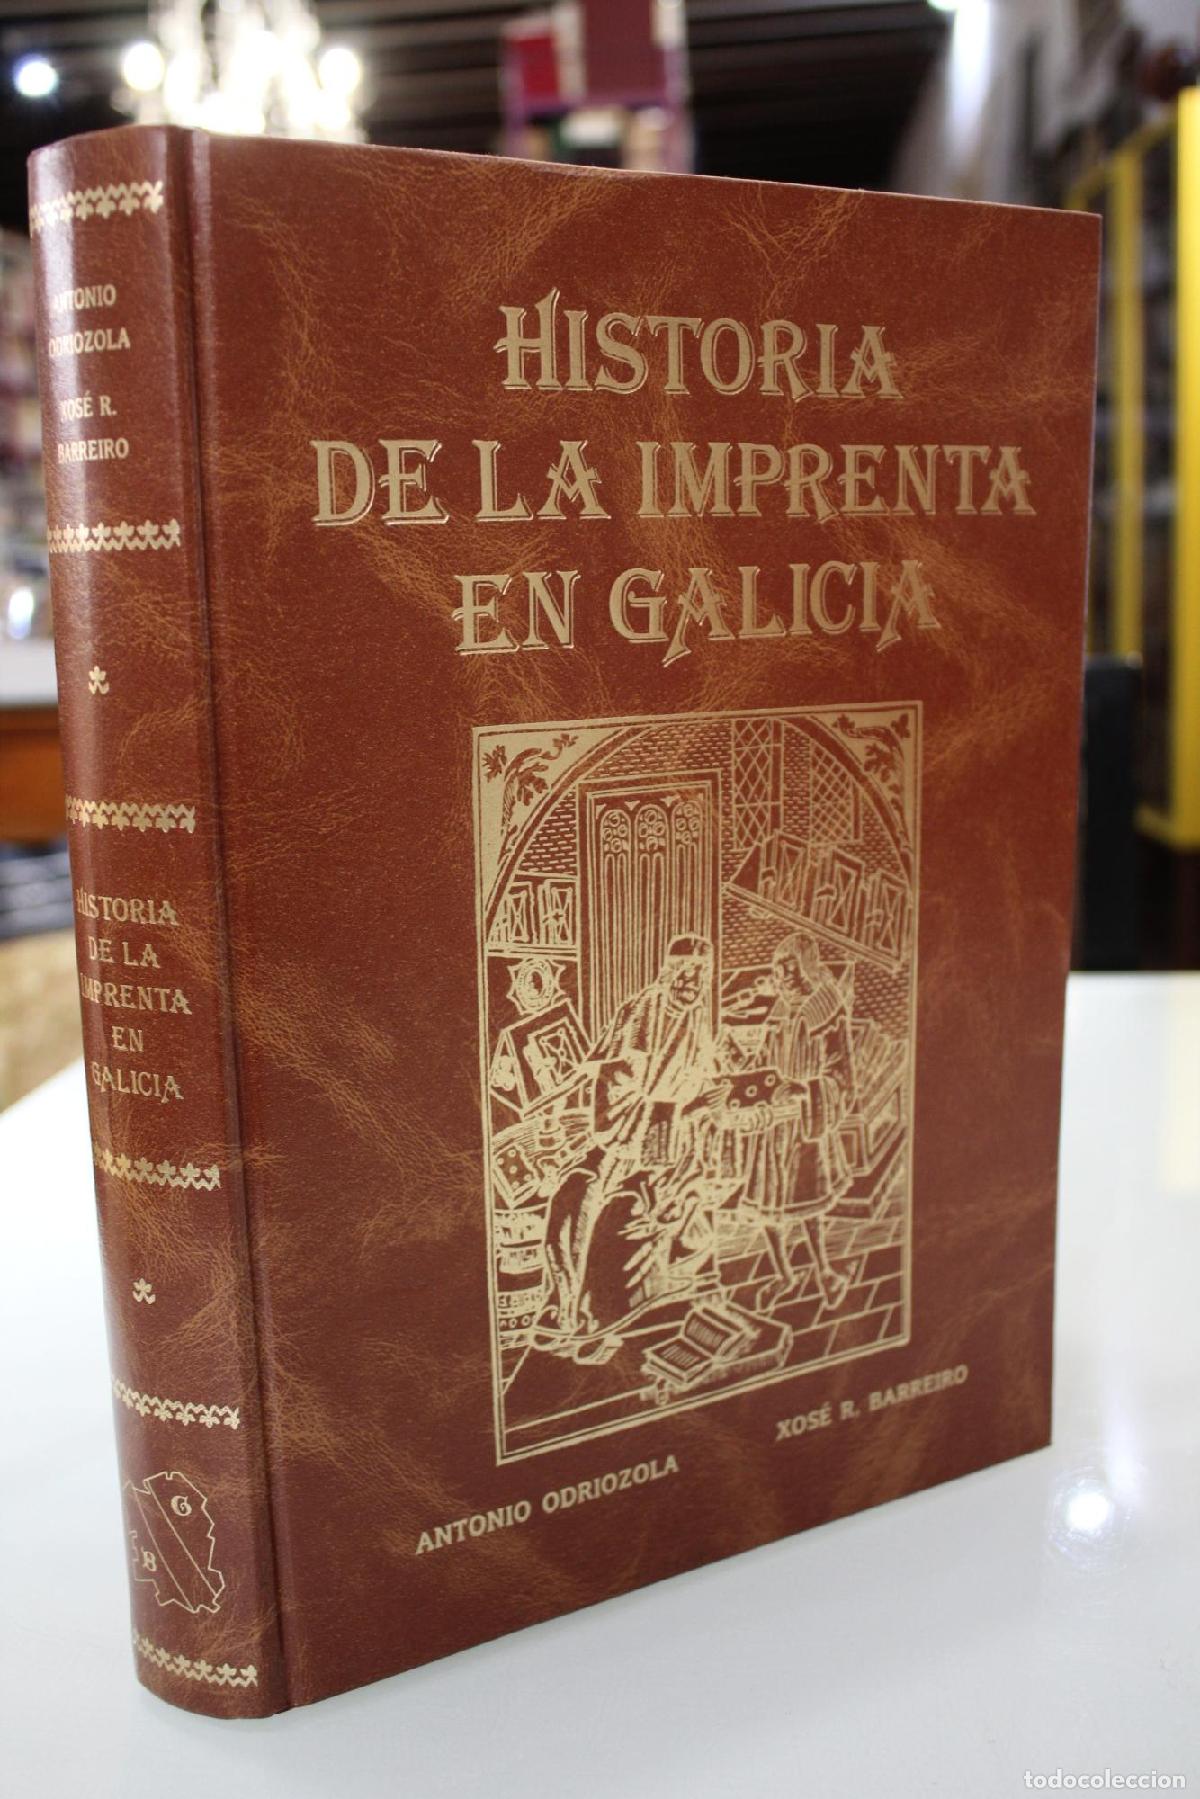 HISTORIA
DE LA IMPRENTA
EN GALICIA
ANTONIO ODRIOZOLA
XOSÉ R. BARREIRO
ANTONIO
ODRIOZOLA
XOSÉ R.
BARREIRO
HISTORIA
DE LA
IMPRENTA
EN
GALICIA
G
B
todocoleccion